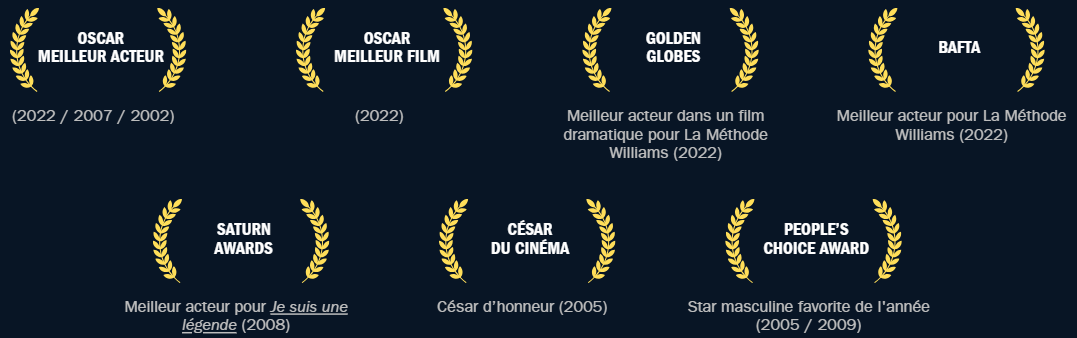 OSCAR
MEILLEUR ACTEUR
(2022 / 2007 / 2002)
OSCAR
MEILLEUR FILM
(2022)
GOLDEN
GLOBES
Meilleur acteur dans un film
dramatique pour La Méthode
Williams (2022)
BAFTA
Meilleur acteur pour La Méthode
Williams (2022)
SATURN
AWARDS
Meilleur acteur pour Je suis une
légende (2008)
CÉSAR
DU CINÉMA
César d’honneur (2005)
PEOPLE’S
CHOICE AWARD
Star masculine favorite de l’année
(2005 / 2009)